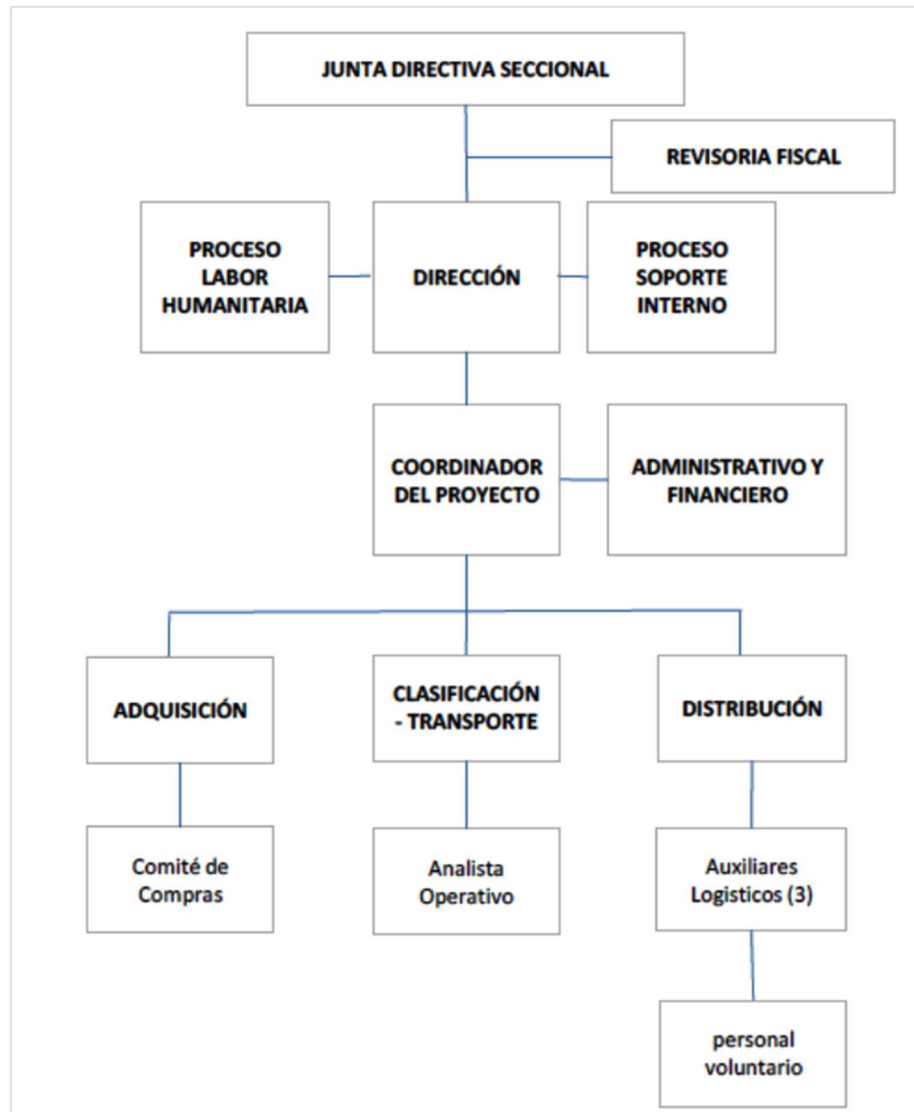 JUNTA DIRECTIVA SECCIONAL
REVISORIA FISCAL
PROCESO
LABOR
HUMANITARIA
DIRECCIÓN
PROCESO
SOPORTE
INTERNO
COORDINADOR
DEL PROYECTO
ADMINISTRATIVO Y
FINANCIERO
ADQUISICIÓN
CLASIFICACIÓN
- TRANSPORTE
DISTRIBUCIÓN
Comité de
Compras
Analista
Operativo
Auxiliares
Logisticos (3)
personal
voluntario